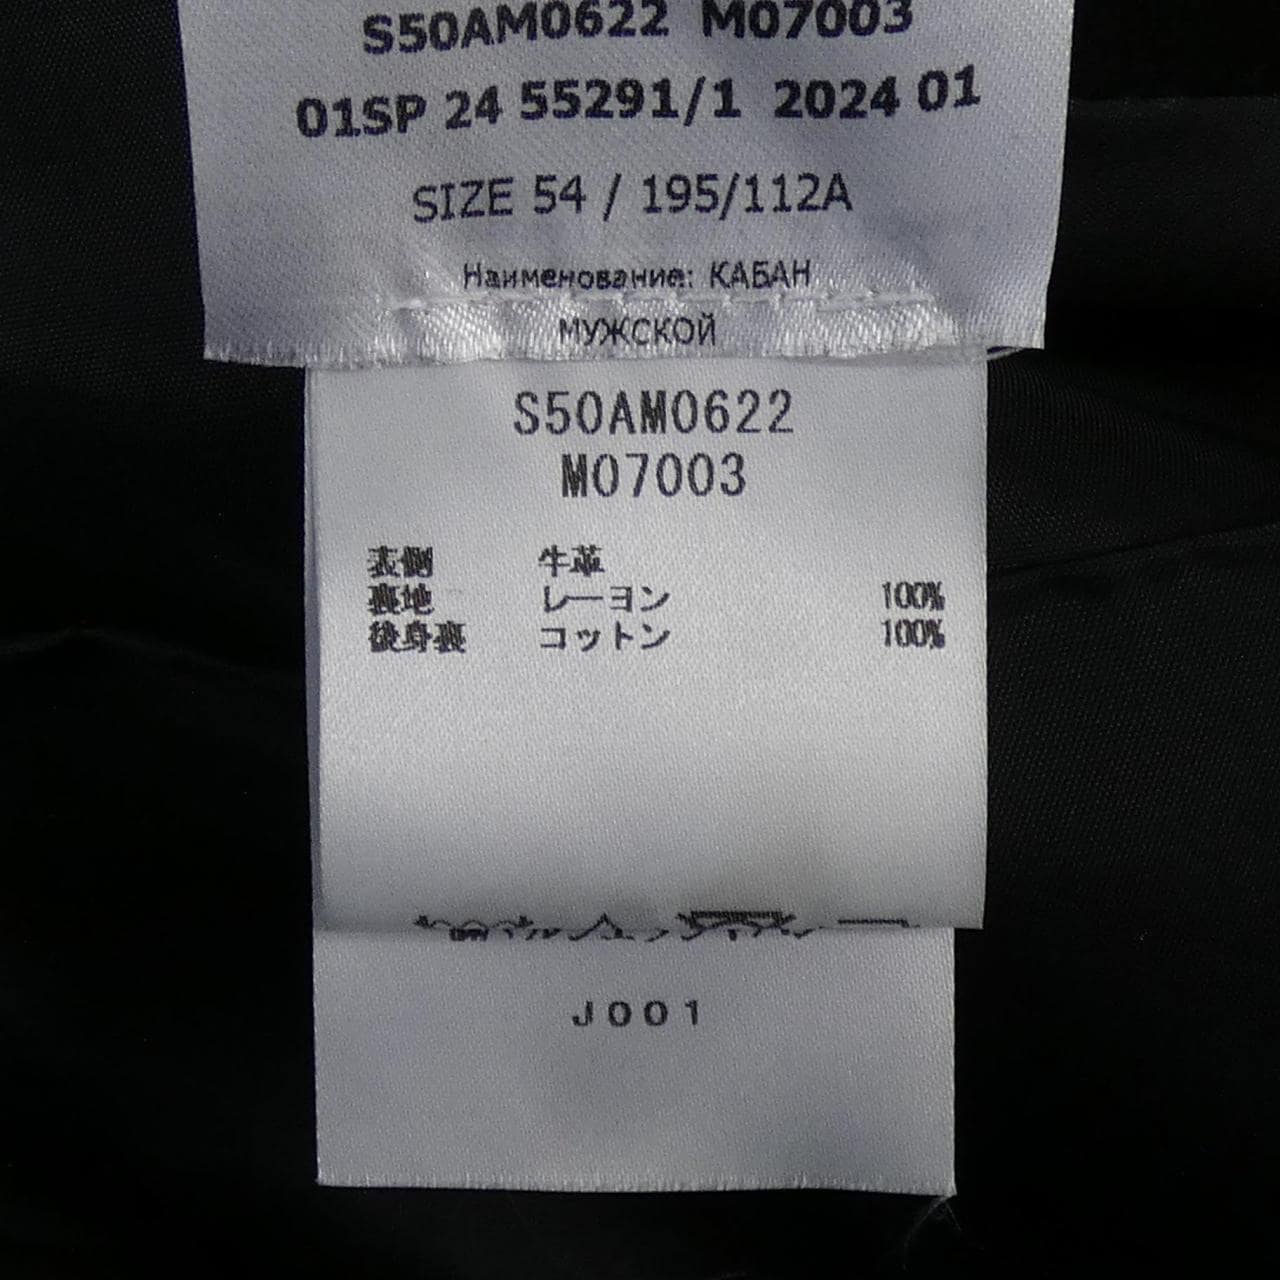 S50AM0622 M07003
01SP 24 55291/1 2024 01
SIZE 54 / 195/112A
Наименование: КАБАН
МУЖСКОЙ
S50AM0622
M07003
表側 牛革
裏地 レーヨン 100%
後身裏 コットン 100%
J001